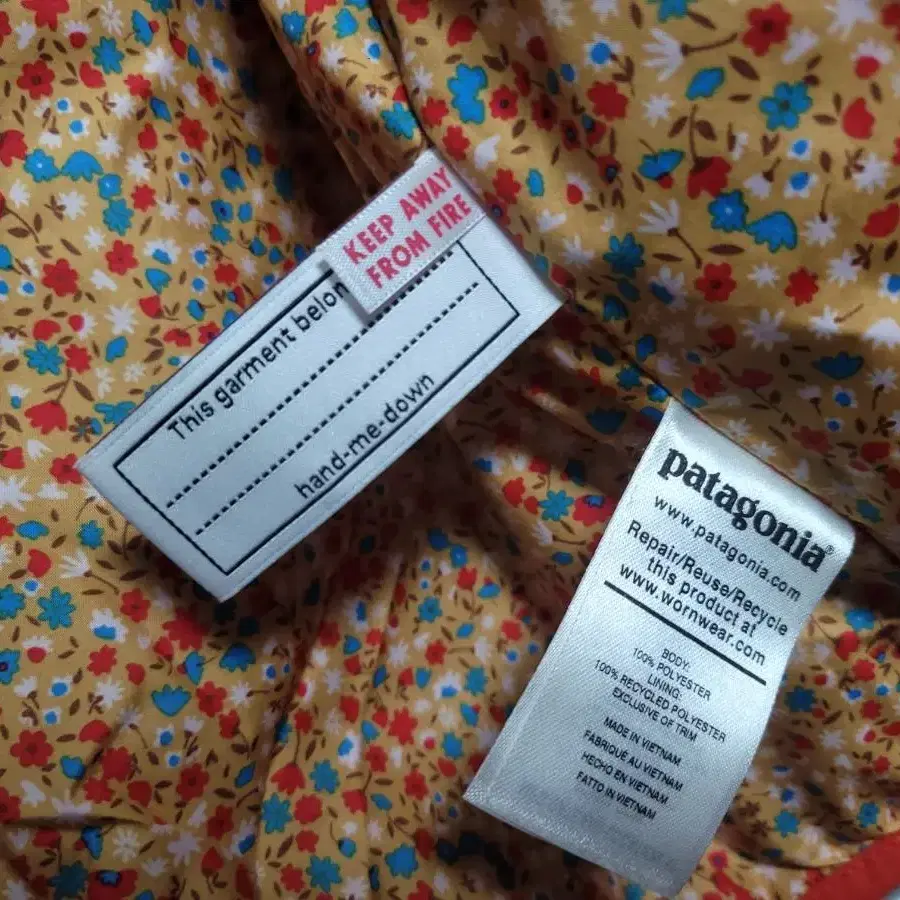 KEEP AWAY
FROM FIRE
This garment belon
hand-me-down
patagonia®
www.patagonia.com
Repair/Reuse/Recycle
this product at
www.wornwear.com
BODY:
100% POLYESTER
LINING:
100% RECYCLED POLYESTER
EXCLUSIVE OF TRIM
MADE IN VIETNAM
FABRIQUÉ AU VIETNAM
HECHO EN VIETNAM
FATTO IN VIETNAM